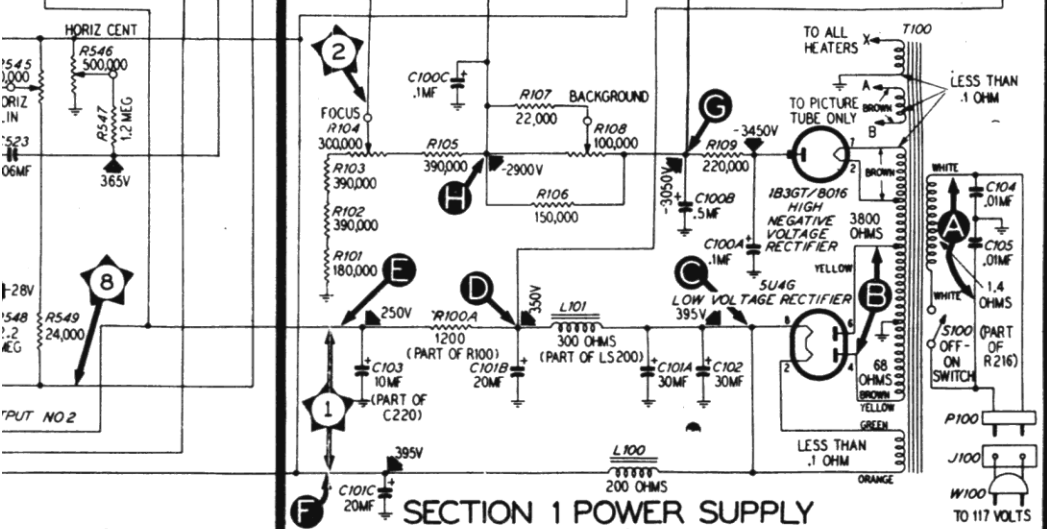 HORIZ CENT
R546
500,000
R547
1.2 MEG
365V
R549
24,000
-28V
8
NO 2
2
FOCUS
R104
300,000
R103
390,000
R102
390,000
R101
180,000
C100C
.1MF
R105
390,000
H
-2900V
R107
22,000
BACKGROUND
R108
100,000
R106
150,000
G
-3050V
C100B
.5MF
R109
220,000
-3450V
C100A
.1MF
TO ALL
HEATERS
X
T100
LESS THAN
.1 OHM
A
BROWN
TO PICTURE
TUBE ONLY
B
1
2
BROWN
1B3GT/8016
HIGH
NEGATIVE
VOLTAGE
RECTIFIER
3800
OHMS
YELLOW
WHITE
A
C104
.01MF
C105
.01MF
WHITE
1.4
OHMS
(PART
OF
R216)
S100
OFF-
ON
SWITCH
E
250V
R100A
1200
(PART OF R100)
D
350V
L101
300 OHMS
(PART OF LS200)
C
395V
5U4G
LOW VOLTAGE RECTIFIER
B
8
6
2
4
68
OHMS
BROWN
YELLOW
GREEN
C103
10MF
(PART OF
C220)
C101B
20MF
C101A
30MF
C102
30MF
1
395V
C101C
20MF
F
L100
200 OHMS
LESS THAN
.1 OHM
ORANGE
P100
J100
W100
TO 117 VOLTS
SECTION 1 POWER SUPPLY